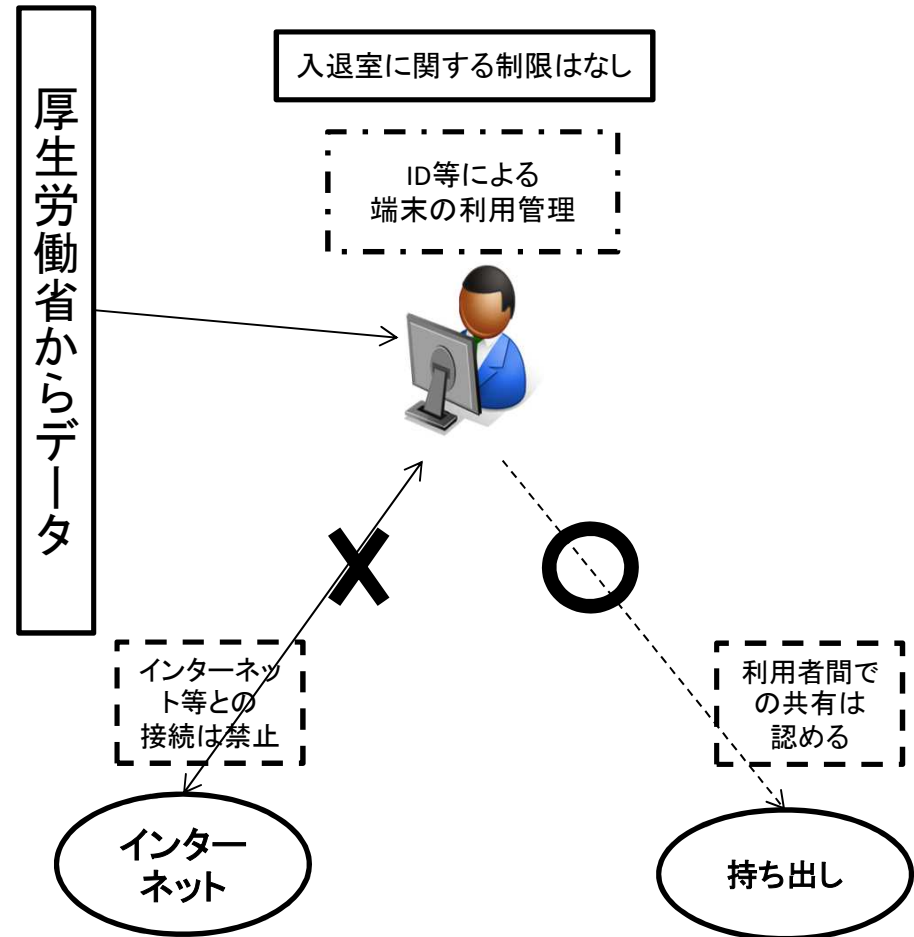 厚生労働省からデータ
入退室に関する制限はなし
ID等による
端末の利用管理
インターネッ
ト等との
接続は禁止
利用者間で
の共有は
認める
インター
ネット
持ち出し